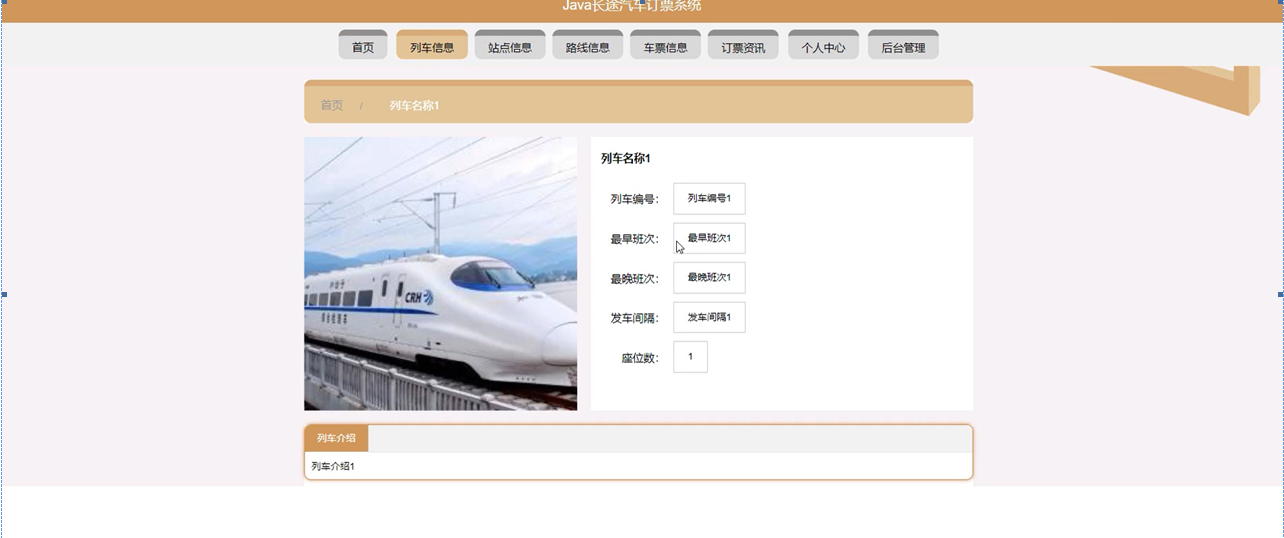 Java长途汽车订票系统
首页 列车信息 站点信息 路线信息 车票信息 订票资讯 个人中心 后台管理
首页 / 列车名称1
列车名称1
列车编号： 列车编号1
最早班次： 最早班次1
最晚班次： 最晚班次1
发车间隔： 发车间隔1
座位数： 1
CRH
列车介绍
列车介绍1